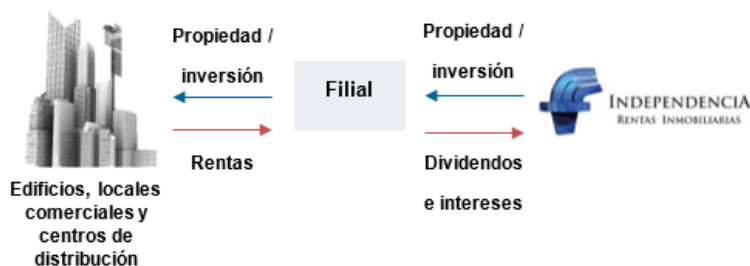 Propiedad /
inversión
Rentas
Edificios, locales
comerciales y
centros de
distribución
Filial
Propiedad /
inversión
Dividendos
e intereses
INDEPENDENCIA
RENTAS INMOBILIARIAS